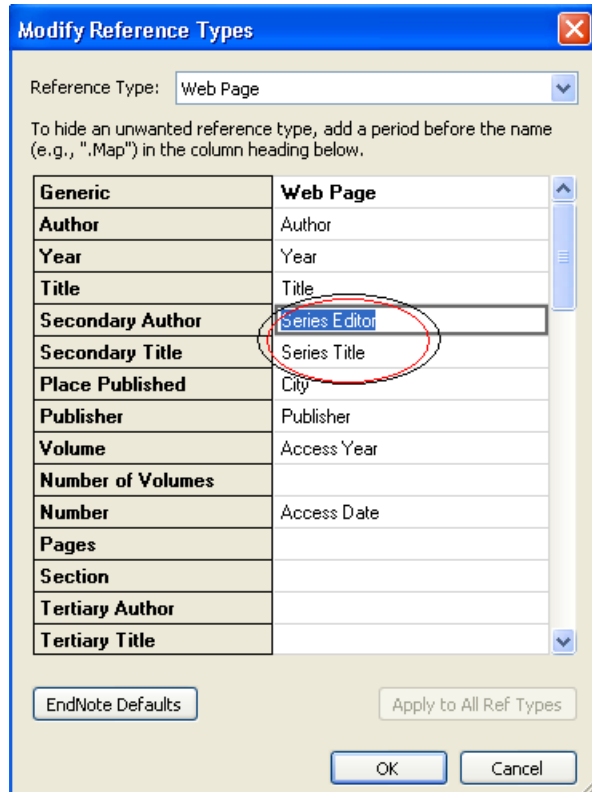 Modify Reference Types
Reference Type: Web Page
To hide an unwanted reference type, add a period before the name
(e.g., ".Map") in the column heading below.
Generic Web Page
Author Author
Year Year
Title Title
Secondary Author Series Editor
Secondary Title Series Title
Place Published City
Publisher Publisher
Volume Access Year
Number of Volumes
Number Access Date
Pages
Section
Tertiary Author
Tertiary Title
EndNote Defaults Apply to All Ref Types
OK Cancel